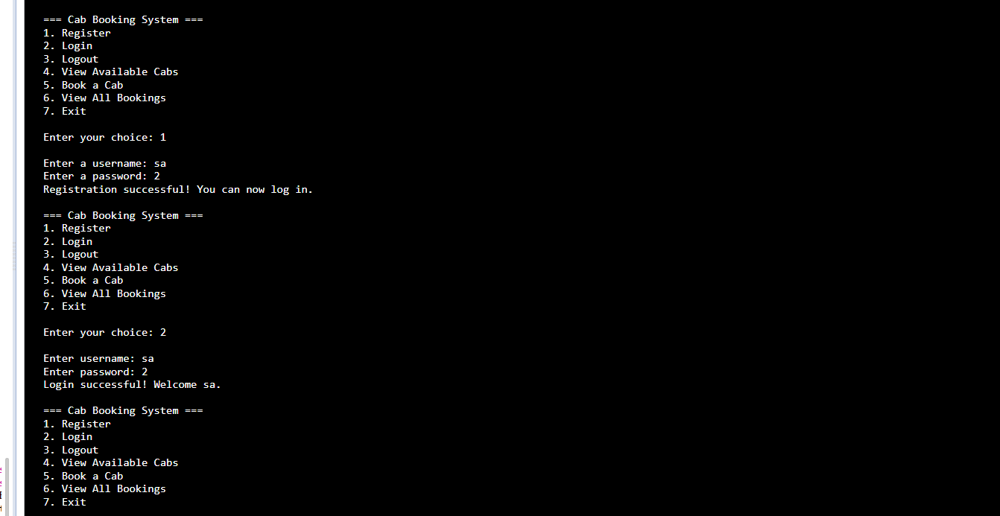 === Cab Booking System ===
1. Register
2. Login
3. Logout
4. View Available Cabs
5. Book a Cab
6. View All Bookings
7. Exit
Enter your choice: 1
Enter a username: sa
Enter a password: 2
Registration successful! You can now log in.
=== Cab Booking System ===
1. Register
2. Login
3. Logout
4. View Available Cabs
5. Book a Cab
6. View All Bookings
7. Exit
Enter your choice: 2
Enter username: sa
Enter password: 2
Login successful! Welcome sa.
=== Cab Booking System ===
1. Register
2. Login
3. Logout
4. View Available Cabs
5. Book a Cab
6. View All Bookings
7. Exit